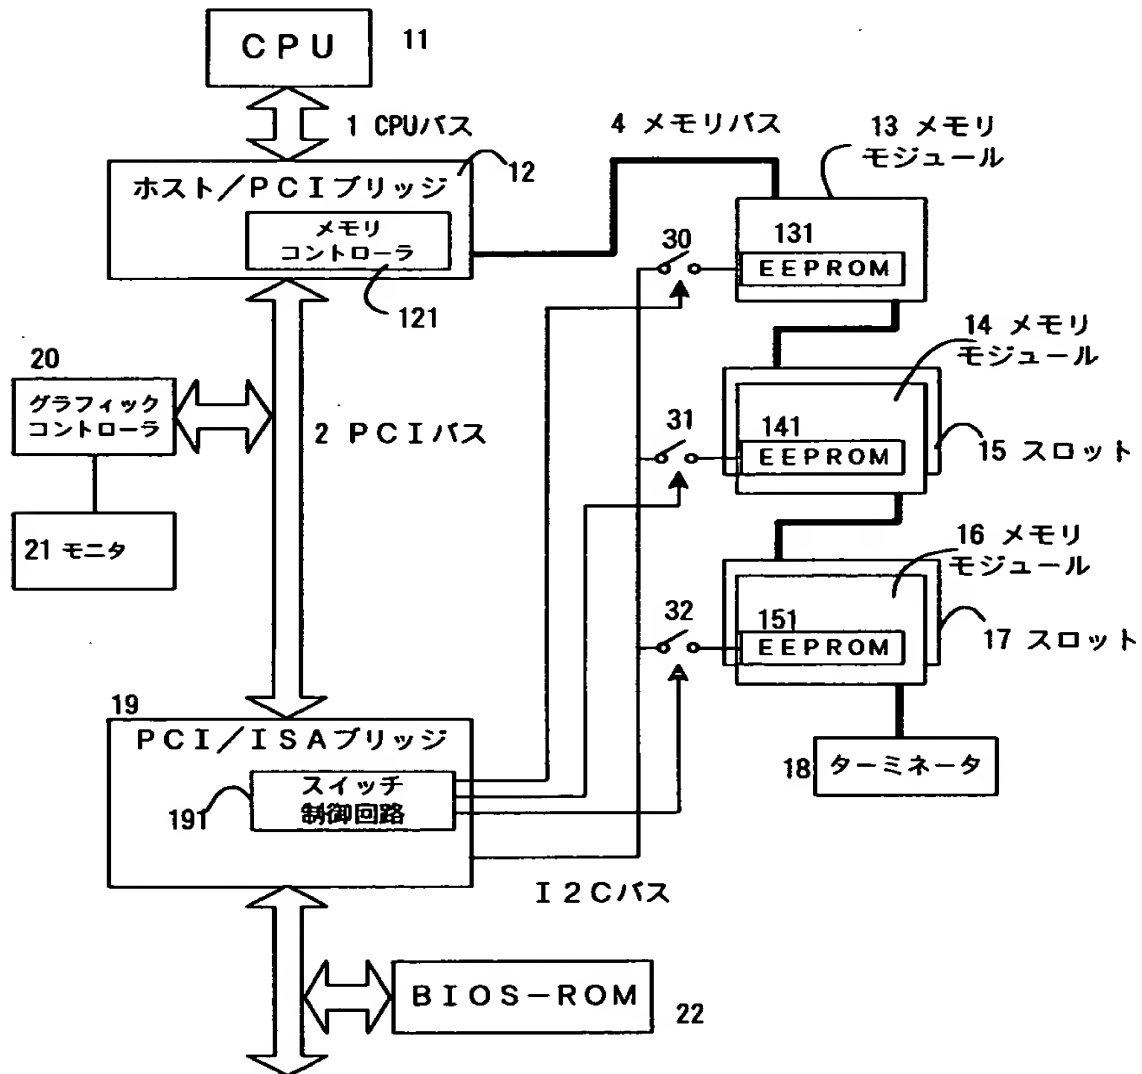 ＣＰＵ 11
1 CPUバス
4 メモリバス
13 メモリ
モジュール
ホスト／ＰＣＩブリッジ
12
メモリ
コントローラ
121
30
131
ＥＥＰＲＯＭ
14 メモリ
モジュール
20
グラフィック
コントローラ
2 ＰＣＩバス
31
141
ＥＥＰＲＯＭ
15 スロット
21 モニタ
16 メモリ
モジュール
32
151
ＥＥＰＲＯＭ
17 スロット
19
ＰＣＩ／ＩＳＡブリッジ
スイッチ
制御回路
191
18 ターミネータ
Ｉ２Ｃバス
ＢＩＯＳ－ＲＯＭ
22